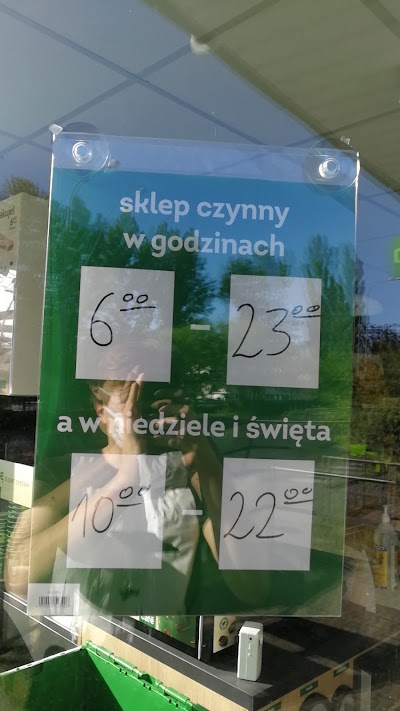 sklep czynny
w godzinach
6⁰⁰ - 23⁰⁰
a w niedziele i święta
10⁰⁰ - 22⁰⁰